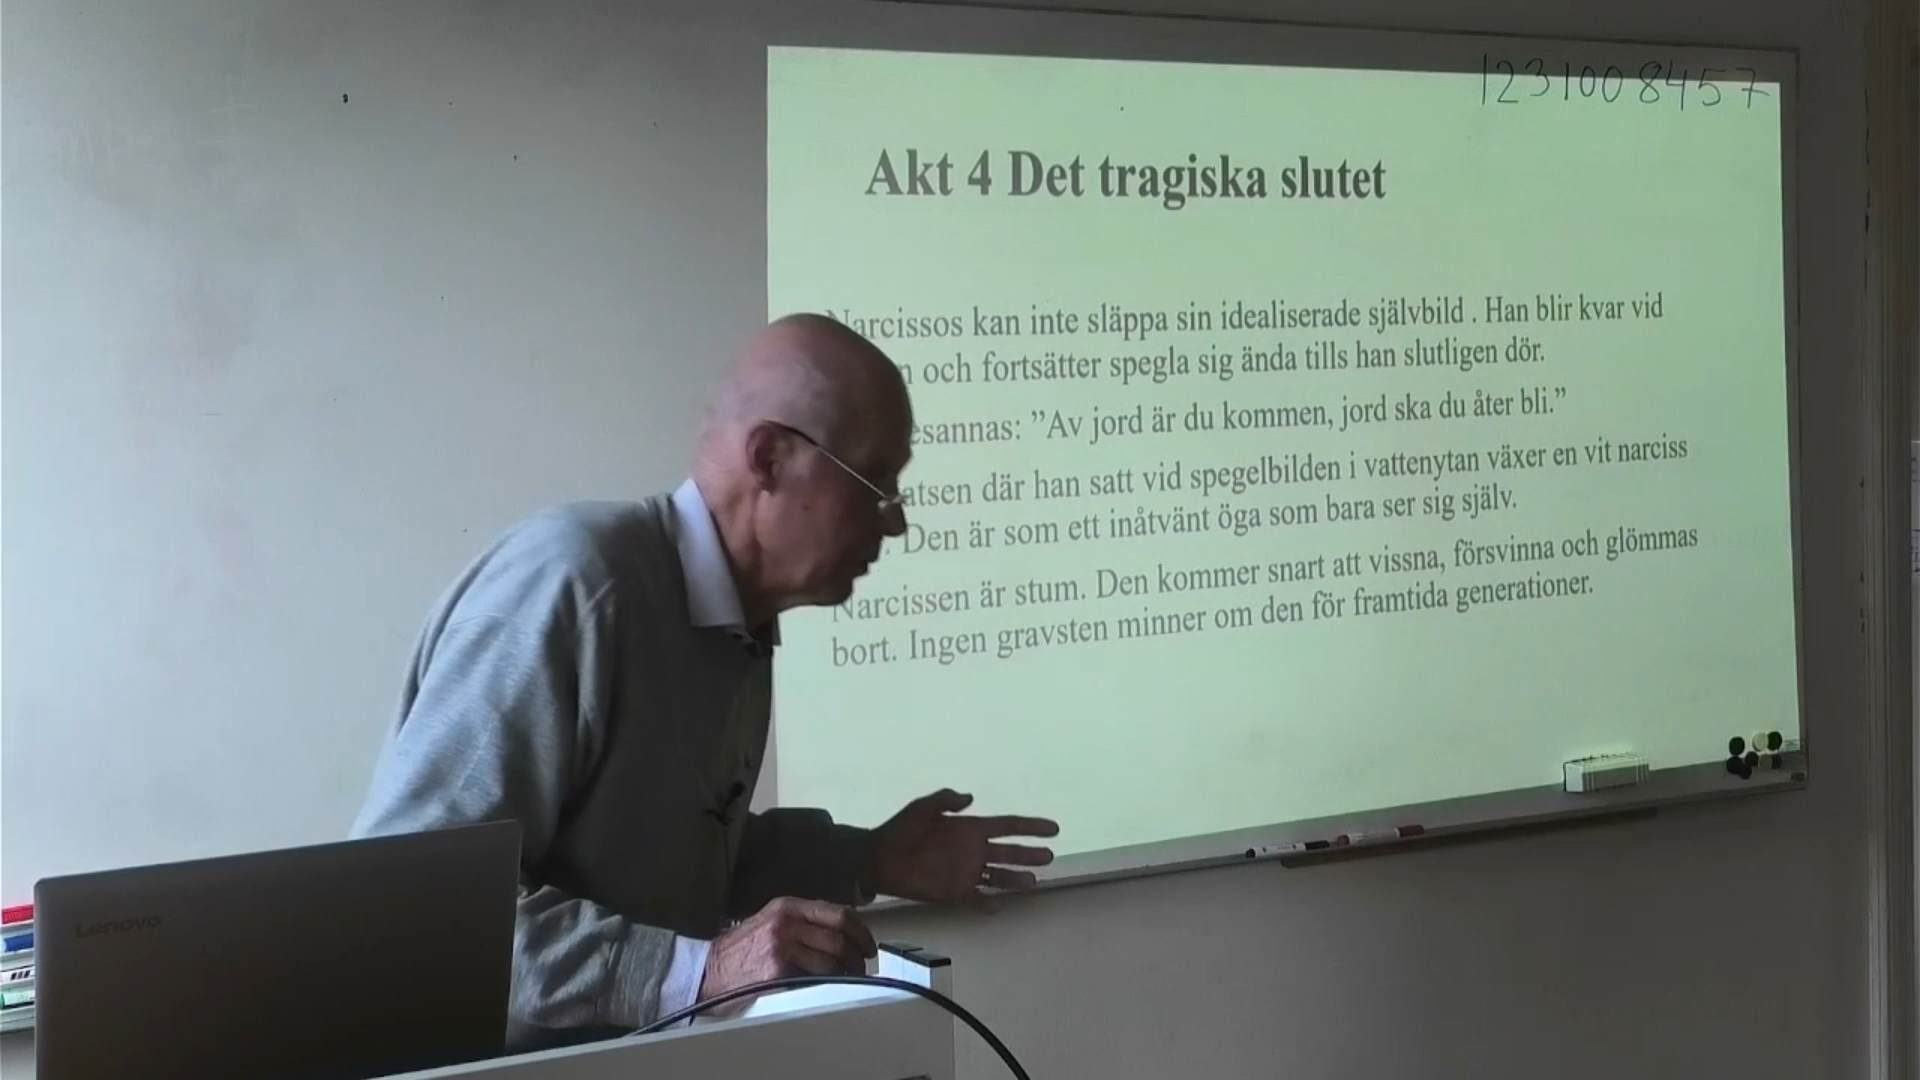 1231008457
Akt 4 Det tragiska slutet
Narcissos kan inte släppa sin idealiserade självbild . Han blir kvar vid
och fortsätter spegla sig ända tills han slutligen dör.
”Av jord är du kommen, jord ska du åter bli.”
där han satt vid spegelbilden i vattenytan växer en vit narciss
Den är som ett inåtvänt öga som bara ser sig själv.
Narcissen är stum. Den kommer snart att vissna, försvinna och glömmas
bort. Ingen gravsten minner om den för framtida generationer.
Lenovo